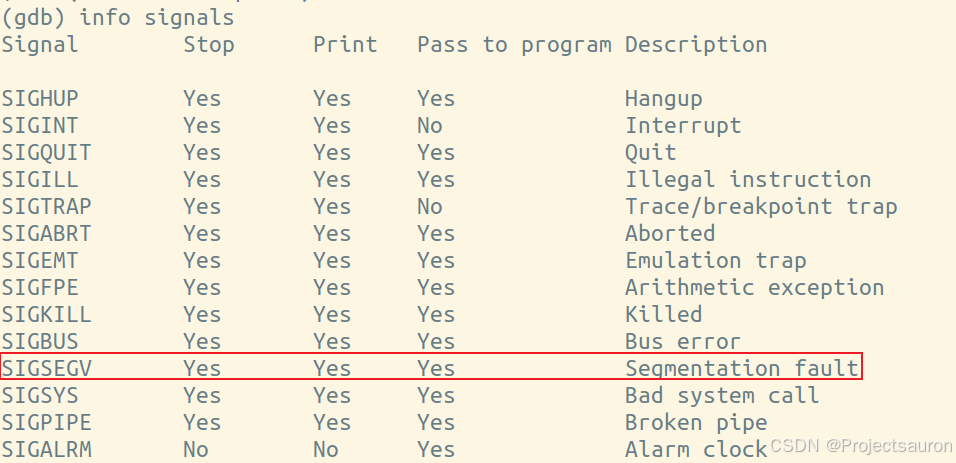 (gdb) info signals
Signal Stop Print Pass to program Description
SIGHUP Yes Yes Yes Hangup
SIGINT Yes Yes No Interrupt
SIGQUIT Yes Yes Yes Quit
SIGILL Yes Yes Yes Illegal instruction
SIGTRAP Yes Yes No Trace/breakpoint trap
SIGABRT Yes Yes Yes Aborted
SIGEMT Yes Yes Yes Emulation trap
SIGFPE Yes Yes Yes Arithmetic exception
SIGKILL Yes Yes Yes Killed
SIGBUS Yes Yes Yes Bus error
SIGSEGV Yes Yes Yes Segmentation fault
SIGSYS Yes Yes Yes Bad system call
SIGPIPE Yes Yes Yes Broken pipe
SIGALRM No No Yes Alarm clock
CSDN @Projectsauron